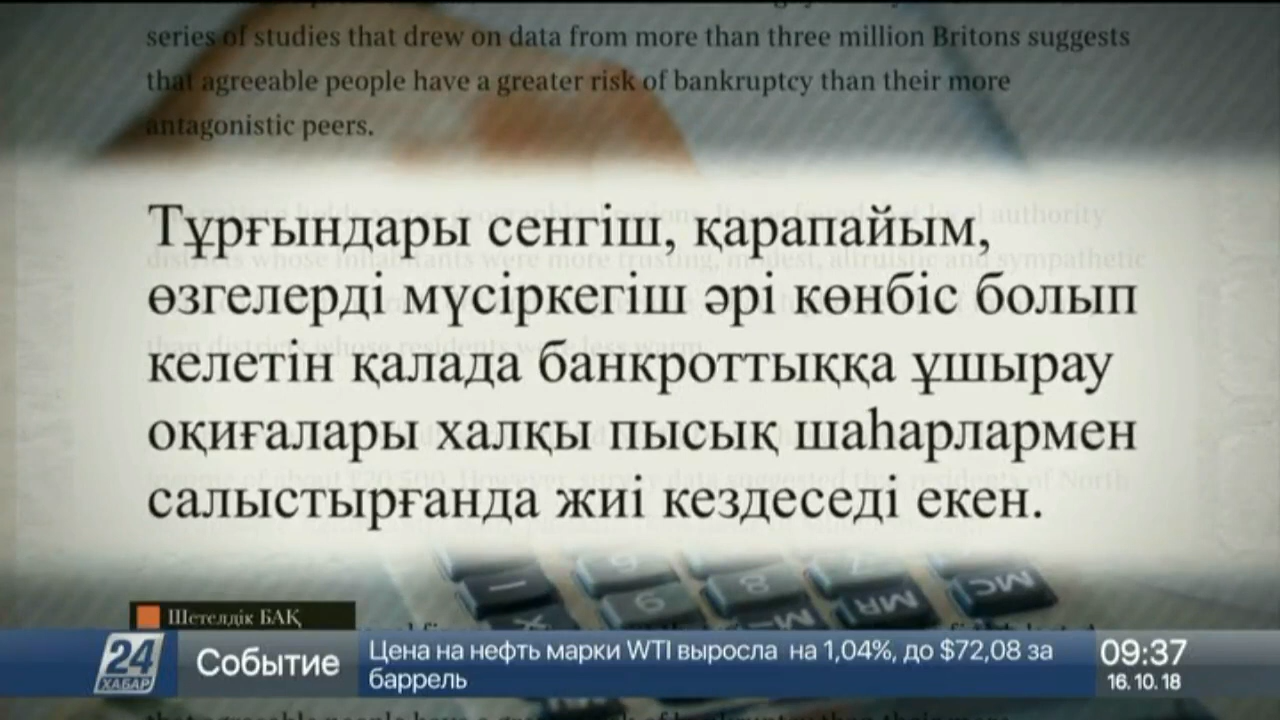 series of studies that drew on data from more than three million Britons suggests
that agreeable people have a greater risk of bankruptcy than their more
antagonistic peers.
Тұрғындары сенгіш, қарапайым,
өзгелерді мүсіркегіш әрі көнбіс болып
келетін қалада банкроттыққа ұшырау
оқиғалары халқы пысық шаһарлармен
салыстырғанда жиі кездеседі екен.
Шетелдік БАҚ
24
ХАБАР
Событие
Цена на нефть марки WTI выросла на 1,04%, до $72,08 за
баррель
09:37
16.10.18